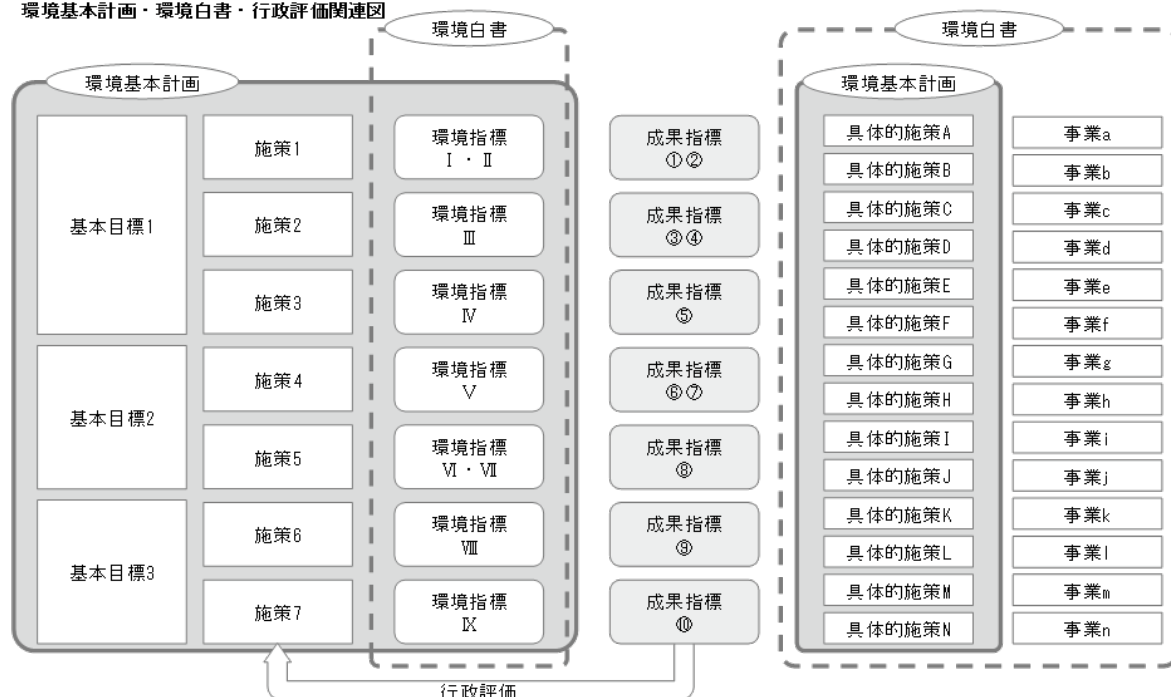 環境基本計画・環境白書・行政評価関連図
環境白書
環境基本計画
基本目標1
施策1
環境指標
Ⅰ・Ⅱ
成果指標
①②
施策2
環境指標
Ⅲ
成果指標
③④
施策3
環境指標
Ⅳ
成果指標
⑤
基本目標2
施策4
環境指標
Ⅴ
成果指標
⑥⑦
施策5
環境指標
Ⅵ・Ⅶ
成果指標
⑧
基本目標3
施策6
環境指標
Ⅷ
成果指標
⑨
施策7
環境指標
Ⅸ
成果指標
⑩
行政評価
環境白書
環境基本計画
具体的施策A
事業a
具体的施策B
事業b
具体的施策C
事業c
具体的施策D
事業d
具体的施策E
事業e
具体的施策F
事業f
具体的施策G
事業g
具体的施策H
事業h
具体的施策I
事業i
具体的施策J
事業j
具体的施策K
事業k
具体的施策L
事業l
具体的施策M
事業m
具体的施策N
事業n